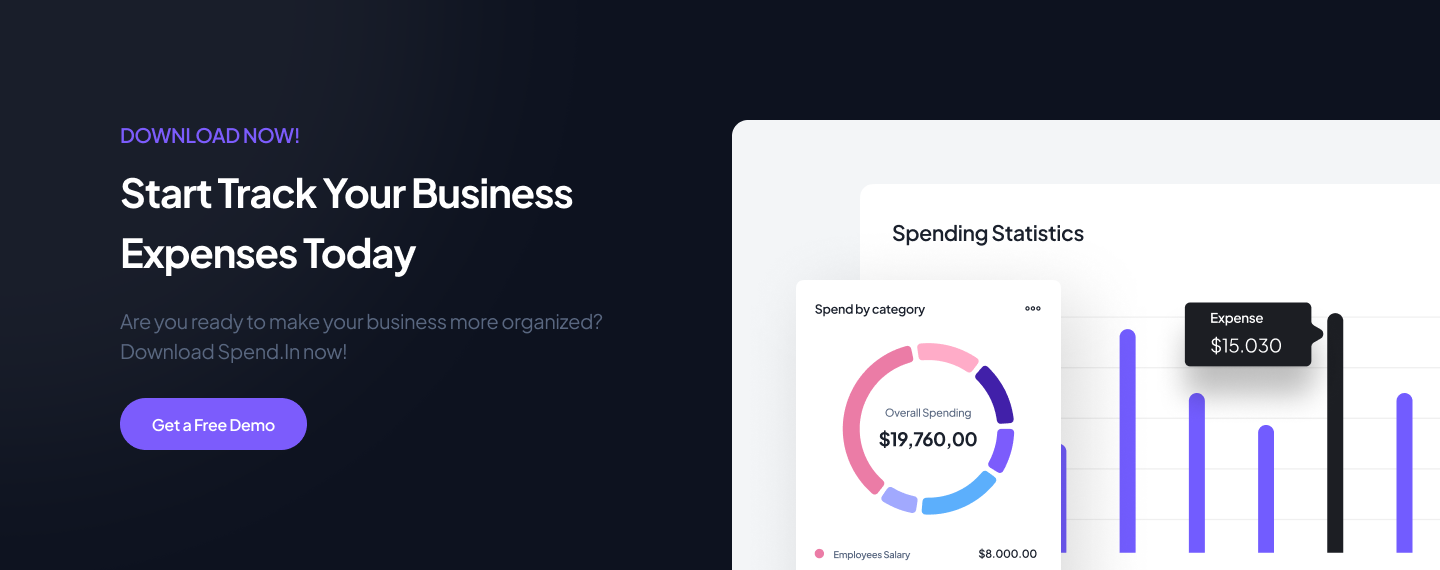 DOWNLOAD NOW!
Start Track Your Business
Expenses Today
Are you ready to make your business more organized?
Download Spend.In now!
Get a Free Demo
Spending Statistics
Spend by category
Expense
$15.030
Overall Spending
$19,760,00
Employees Salary $8.000.00